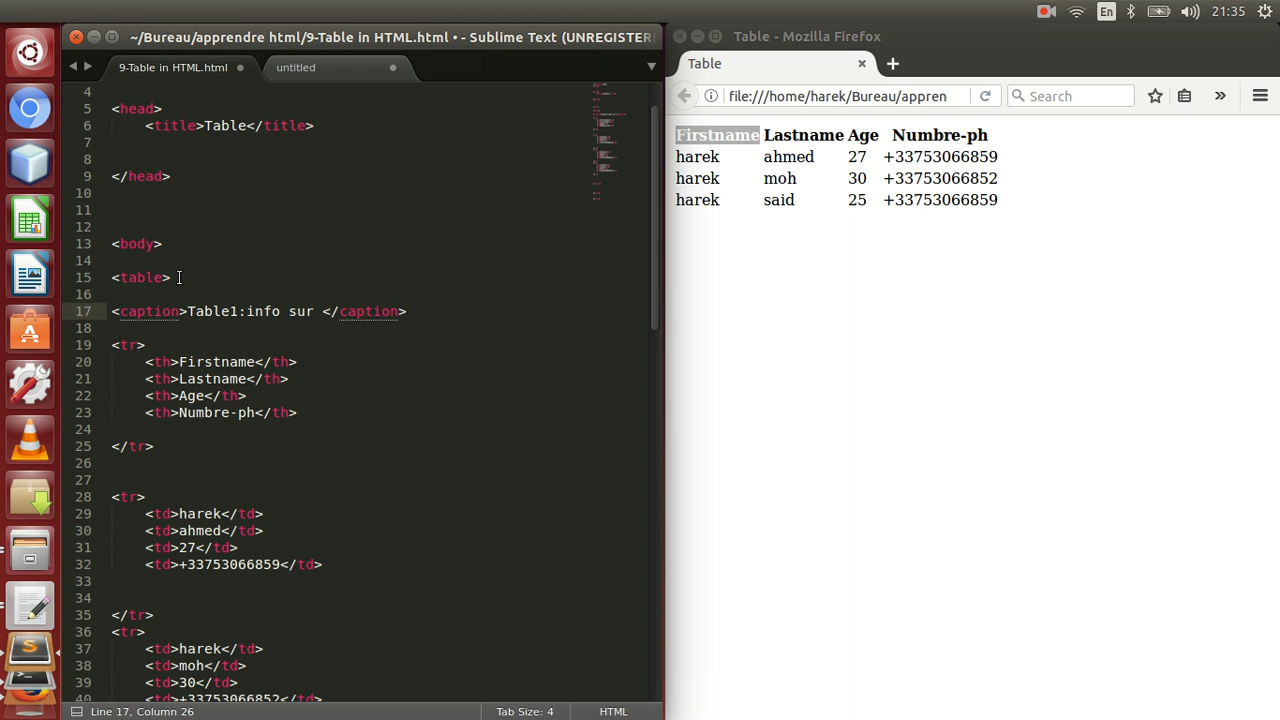 En
21:35
~/Bureau/apprendre html/9-Table in HTML.html • - Sublime Text (UNREGISTER
Table - Mozilla Firefox
9-Table in HTML.html
untitled
Table
file:///home/harek/Bureau/appren
Search
4
5 <head>
6 <title>Table</title>
7
8
9 </head>
10
11
12
13 <body>
14
15 <table>
16
17 <caption>Table1:info sur </caption>
18
19 <tr>
20 <th>Firstname</th>
21 <th>Lastname</th>
22 <th>Age</th>
23 <th>Numbre-ph</th>
24
25 </tr>
26
27
28 <tr>
29 <td>harek</td>
30 <td>ahmed</td>
31 <td>27</td>
32 <td>+33753066859</td>
33
34
35 </tr>
36 <tr>
37 <td>harek</td>
38 <td>moh</td>
39 <td>30</td>
40 <td>+33753066852</td>
Firstname Lastname Age Numbre-ph
harek ahmed 27 +33753066859
harek moh 30 +33753066852
harek said 25 +33753066859
Line 17, Column 26
Tab Size: 4
HTML